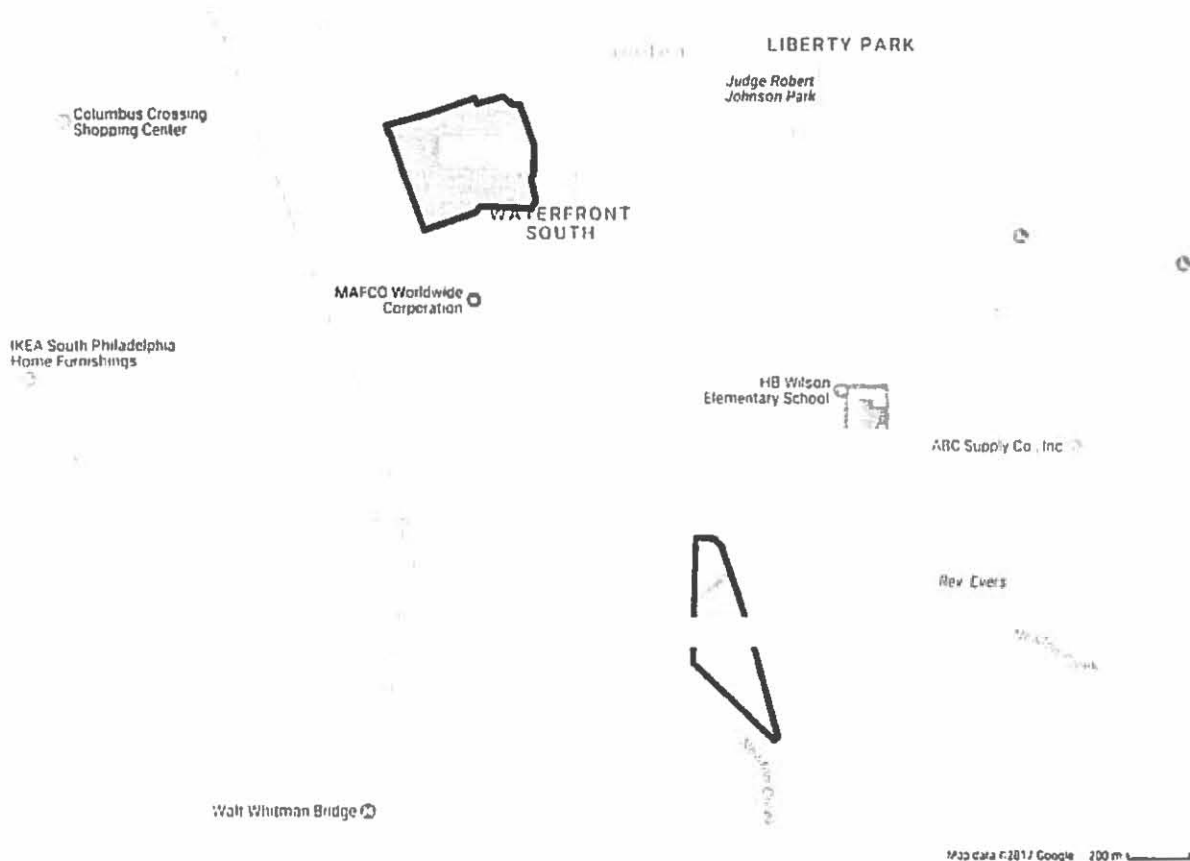 LIBERTY PARK
Judge Robert
Johnson Park
Columbus Crossing
Shopping Center
WATERFRONT
SOUTH
MAFCO Worldwide
Corporation
IKEA South Philadelphia
Home Furnishings
HB Wilson
Elementary School
ABC Supply Co., Inc
Rev. Evers
Newton Creek
Walt Whitman Bridge
Map data ©2017 Google 200 m